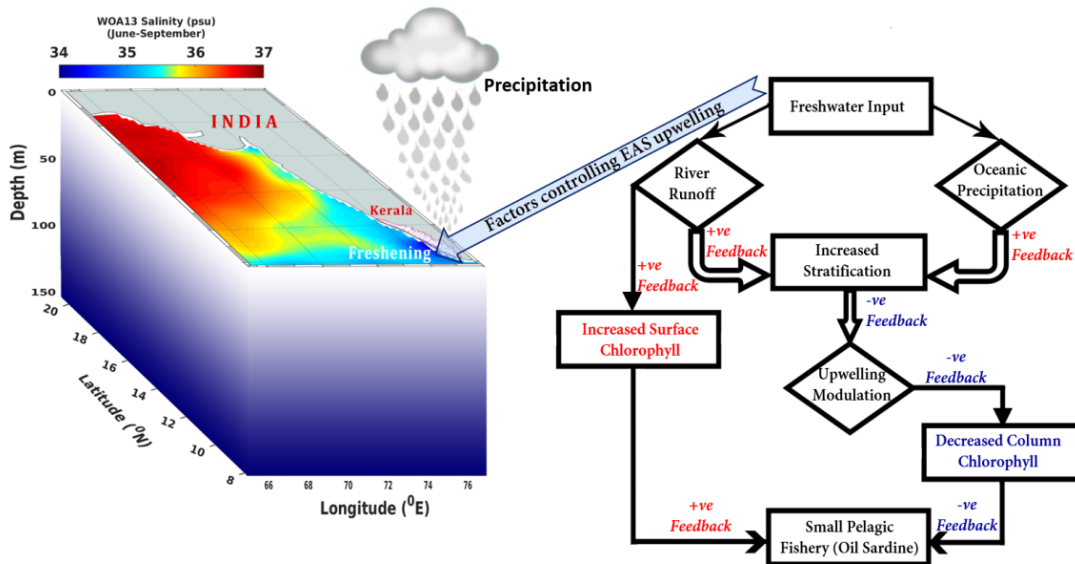 WOA13 Salinity (psu)
(June-September)
34 35 36 37
0
50
100
150
Depth (m)
20
18
16
14
12
10
8
Latitude (⁰N)
66 68 70 72 74 76
Longitude (⁰E)
INDIA
Kerala
Freshening
Precipitation
Factors controlling EAS upwelling
Freshwater Input
River
Runoff
Oceanic
Precipitation
+ve
Feedback
+ve
Feedback
+ve
Feedback
Increased
Stratification
-ve
Feedback
Increased Surface
Chlorophyll
Upwelling
Modulation
-ve
Feedback
Decreased Column
Chlorophyll
+ve
Feedback
-ve
Feedback
Small Pelagic
Fishery (Oil Sardine)